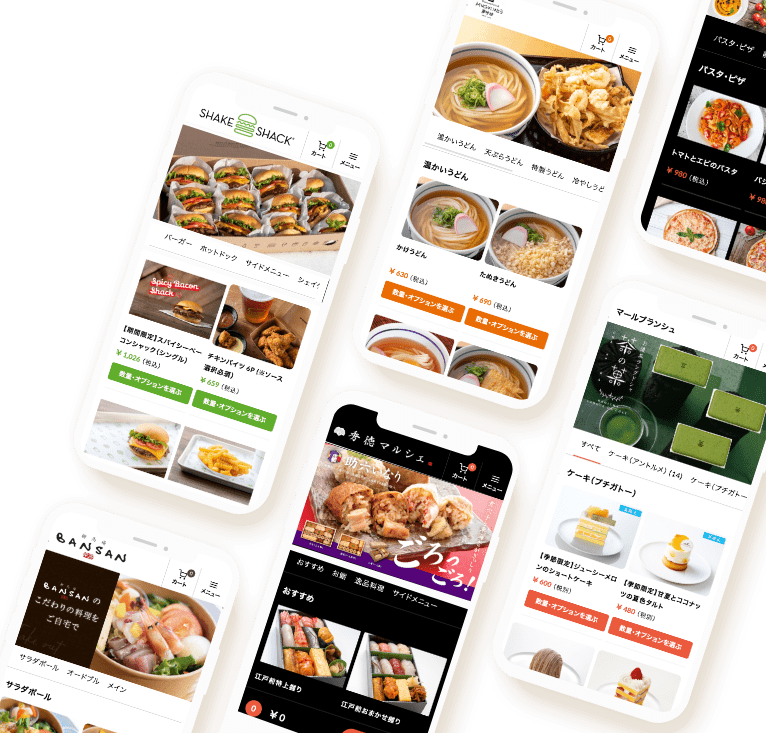 SHAKE SHACK
0
カート
メニュー
バーガー ホットドック サイドメニュー シェイク
Spicy Bacon
Shack
【期間限定】スパイシーベー
コンシャック (シングル)
¥ 1,026 (税込)
数量・オプションを選ぶ
チキンバイツ 6P (※ソース
選択必須)
¥ 659 (税込)
数量・オプションを選ぶ
0
カート
メニュー
温かいうどん 天ぷらうどん 特製うどん 冷やしうど
温かいうどん
かけうどん
¥ 630 (税込)
数量・オプションを選ぶ
たぬきうどん
¥ 690 (税込)
数量・オプションを選ぶ
パスタ・ピザ
パスタ・ピザ
トマトとエビのパスタ
¥ 980 (税込)
¥ 98
マールブランシュ
0
カート
茶の菓
すべて ケーキ(アントルメ) (14) ケーキ(プチガトー
ケーキ(プチガトー)
【季節限定】ジューシーメロ
ンのショートケーキ
¥ 600 (税別)
数量・オプションを選ぶ
【季節限定】甘夏とココナッ
ツの夏色タルト
¥ 480 (税別)
数量・オプションを選ぶ
BANSAN
0
カート
メニュー
BANSANの
こだわりの料理を
ご自宅で
サラダボール オードブル メイン
サラダボール
寿徳マルシェ
0
カート
メニュー
助六いなり
ごろっ
ごろ!
おすすめ お鮨 逸品料理 サイドメニュー
おすすめ
江戸前特上握り
江戸前おまかせ握り
0
¥ 0